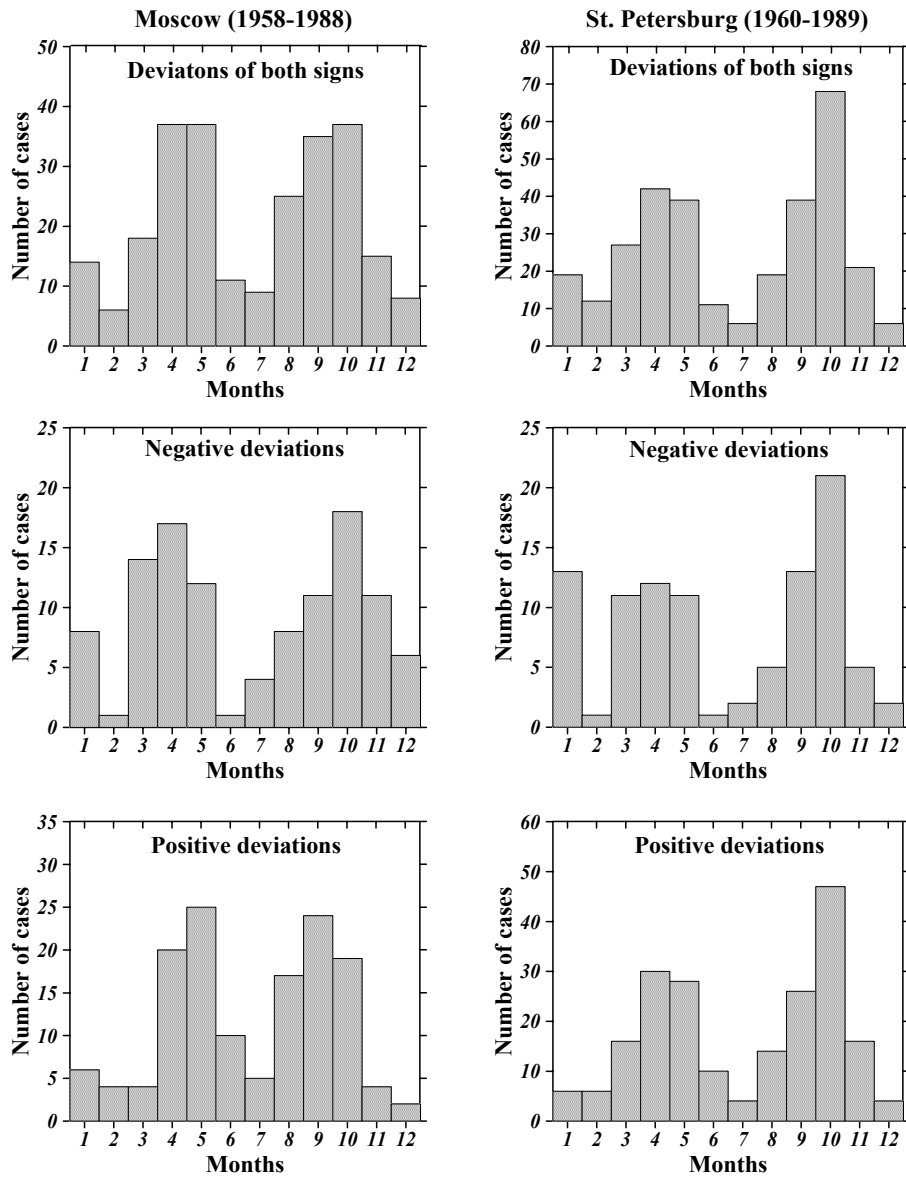 Moscow (1958-1988)
St. Petersburg (1960-1989)
50
40
30
20
10
0
Number of cases
Deviatons of both signs
1 2 3 4 5 6 7 8 9 10 11 12
Months
80
70
60
50
40
30
20
10
0
Number of cases
Deviations of both signs
1 2 3 4 5 6 7 8 9 10 11 12
Months
25
20
15
10
5
0
Number of cases
Negative deviations
1 2 3 4 5 6 7 8 9 10 11 12
Months
25
20
15
10
5
0
Number of cases
Negative deviations
1 2 3 4 5 6 7 8 9 10 11 12
Months
35
30
25
20
15
10
5
0
Number of cases
Positive deviations
1 2 3 4 5 6 7 8 9 10 11 12
Months
60
50
40
30
20
10
0
Number of cases
Positive deviations
1 2 3 4 5 6 7 8 9 10 11 12
Months